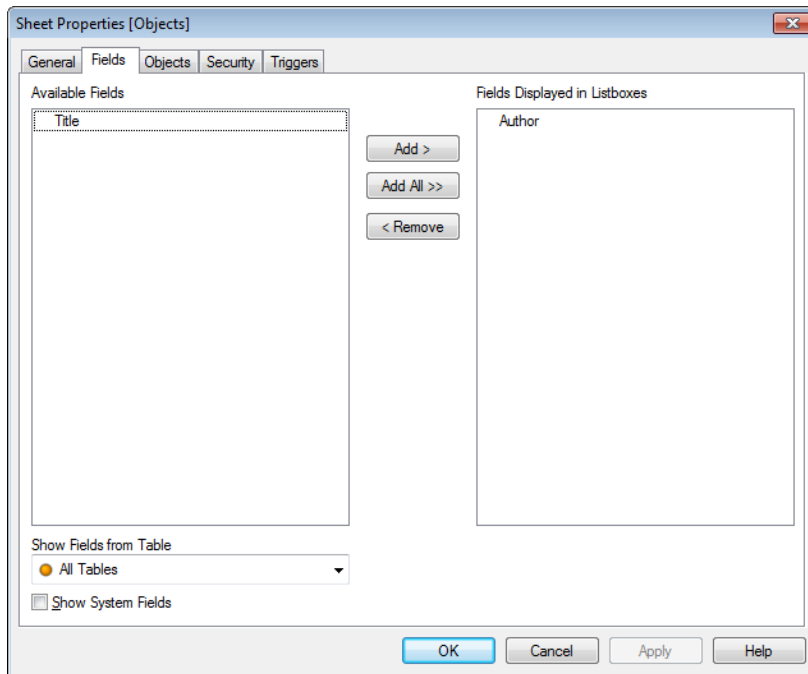 Sheet Properties [Objects]
General Fields Objects Security Triggers
Available Fields
Fields Displayed in Listboxes
Title
Author
Add >
Add All >>
< Remove
Show Fields from Table
All Tables
Show System Fields
OK Cancel Apply Help